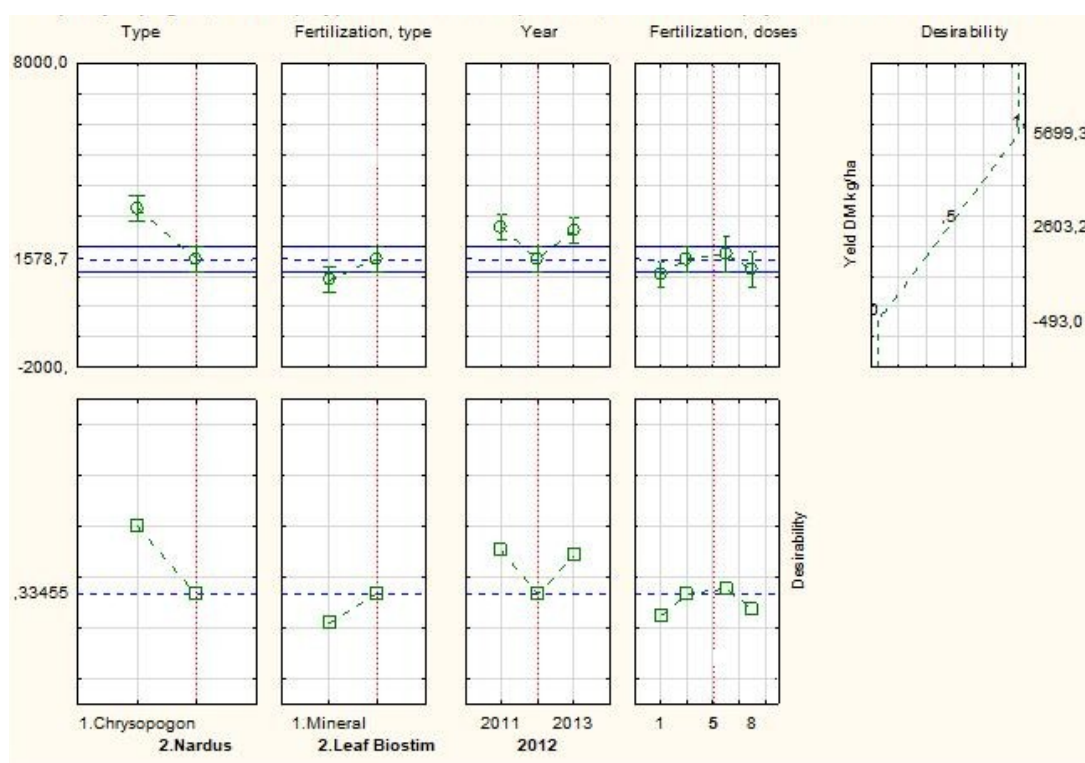 Type Fertilization, type Year Fertilization, doses Desirability
8000,0
5699,3
Yeld DM kg/ha
,5
2603,2
1578,7
-493,0
-2000,
Desirability
,33455
1.Chrysopogon 1.Mineral 2011 2013 1 5 8
2.Nardus 2.Leaf Biostim 2012